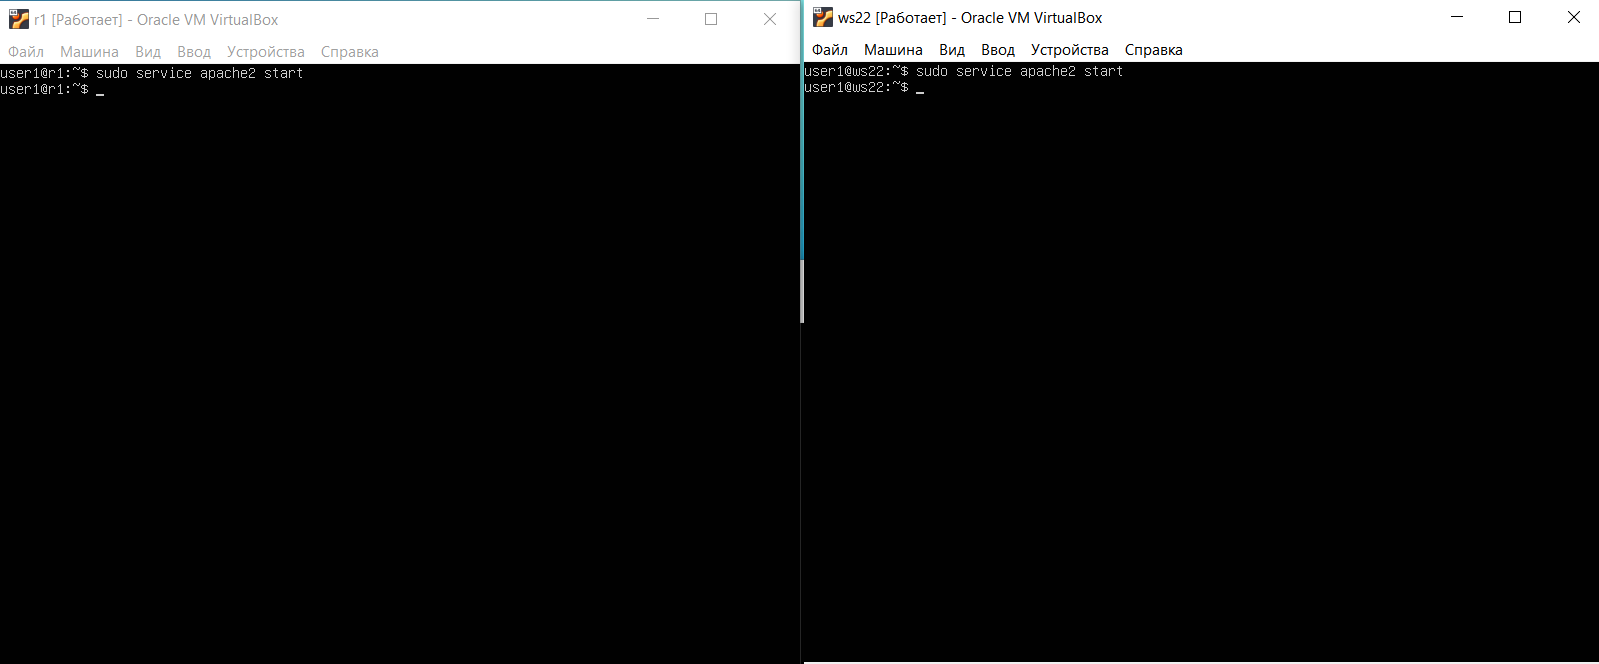 r1 [Работает] - Oracle VM VirtualBox
Файл Машина Вид Ввод Устройства Справка
user1@r1:~$ sudo service apache2 start
user1@r1:~$ _
ws22 [Работает] - Oracle VM VirtualBox
Файл Машина Вид Ввод Устройства Справка
user1@ws22:~$ sudo service apache2 start
user1@ws22:~$ _